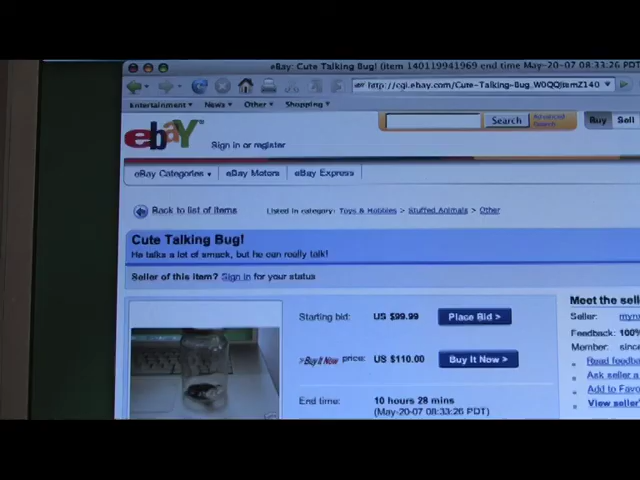 eBay: Cute Talking Bug! (item 140119941969 end time May-20-07 08:33:26 PD
http://cgi.ebay.com/Cute-Talking-Bug_W0QQitemZ140
Entertainment News Other Shopping
ebaY Search Advanced Search Buy Sell
Sign in or register
eBay Categories eBay Motors eBay Express
Back to list of items Listed in category: Toys & Hobbies > Stuffed Animals > Other
Cute Talking Bug!
He talks a lot of smack, but he can really talk!
Seller of this item? Sign in for your status
Starting bid: US $99.99 Place Bid >
Buy It Now price: US $110.00 Buy It Now >
End time: 10 hours 28 mins
(May-20-07 08:33:26 PDT)
Meet the sell
Seller:
Feedback: 100%
Member: since
Read feedba
Ask seller a
Add to Favo
View seller'